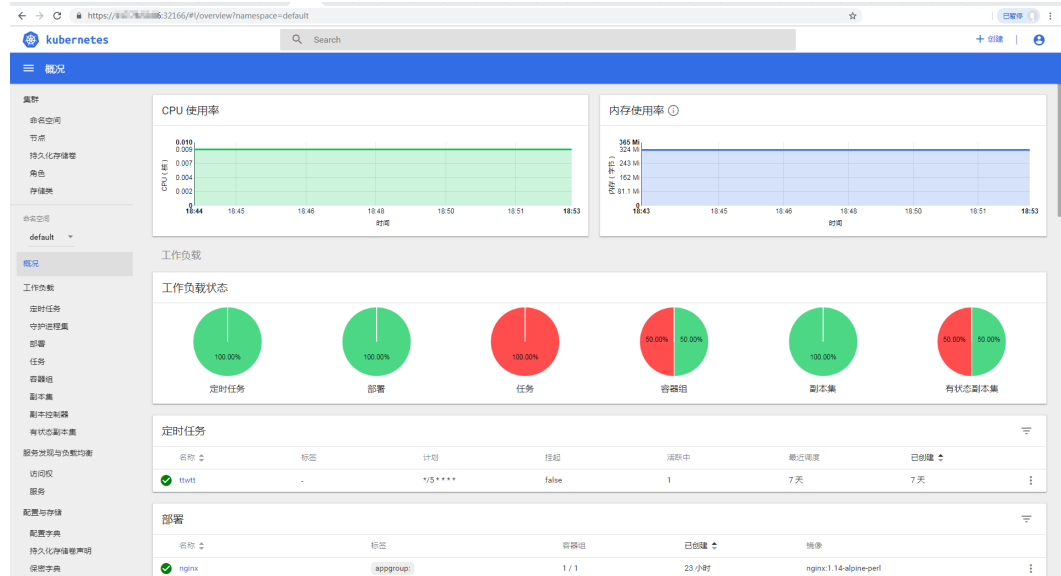 https:// 6:32166/#!/overview?namespace=default
已暂停
kubernetes
Search
+ 创建
概况
集群
命名空间
节点
持久化存储卷
角色
存储类
命名空间
default
概况
工作负载
定时任务
守护进程集
部署
任务
容器组
副本集
副本控制器
有状态副本集
服务发现与负载均衡
访问权
服务
配置与存储
配置字典
持久化存储卷声明
保密字典
CPU 使用率
CPU (核)
0.010
0.009
0.007
0.004
0.002
0
18:44 18:45 18:46 18:48 18:50 18:51 18:53
时间
内存使用率
内存 (字节)
365 Mi
324 Mi
243 Mi
162 Mi
81.1 Mi
0
18:43 18:45 18:46 18:48 18:50 18:51 18:53
时间
工作负载
工作负载状态
100.00% 100.00% 100.00% 50.00% 50.00% 100.00% 50.00% 50.00%
定时任务 部署 任务 容器组 副本集 有状态副本集
定时任务
名称 标签 计划 挂起 活跃中 最近调度 已创建
ttwtt - */5 * * * * false 1 7 天 7 天
部署
名称 标签 容器组 已创建 镜像
nginx appgroup: 1 / 1 23 小时 nginx:1.14-alpine-perl